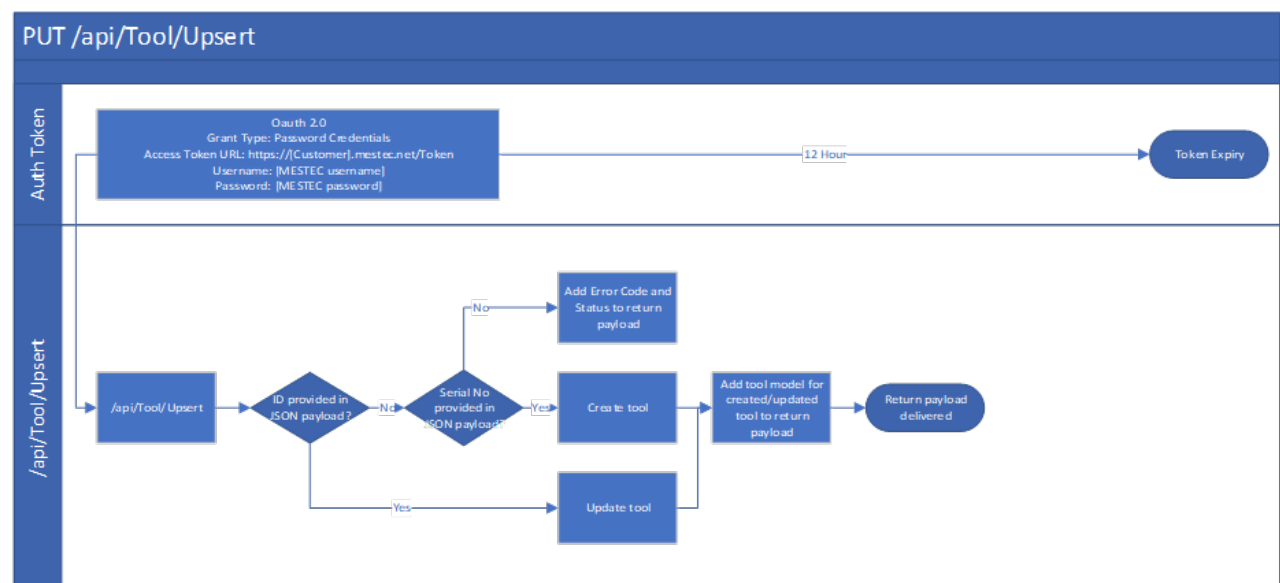 PUT /api/Tool/Upsert
Auth Token
Oauth 2.0
Grant Type: Password Credentials
Access Token URL: https://[Customer].mestec.net/Token
Username: [MESTEC username]
Password: [MESTEC password]
12 Hour
Token Expiry
/api/Tool/Upsert
/api/Tool/Upsert
ID provided in
JSON payload?
No
Serial No
provided in
JSON payload?
No
Add Error Code and
Status to return
payload
Yes
Create tool
Yes
Update tool
Add tool model for
created/updated
tool to return
payload
Return payload
delivered